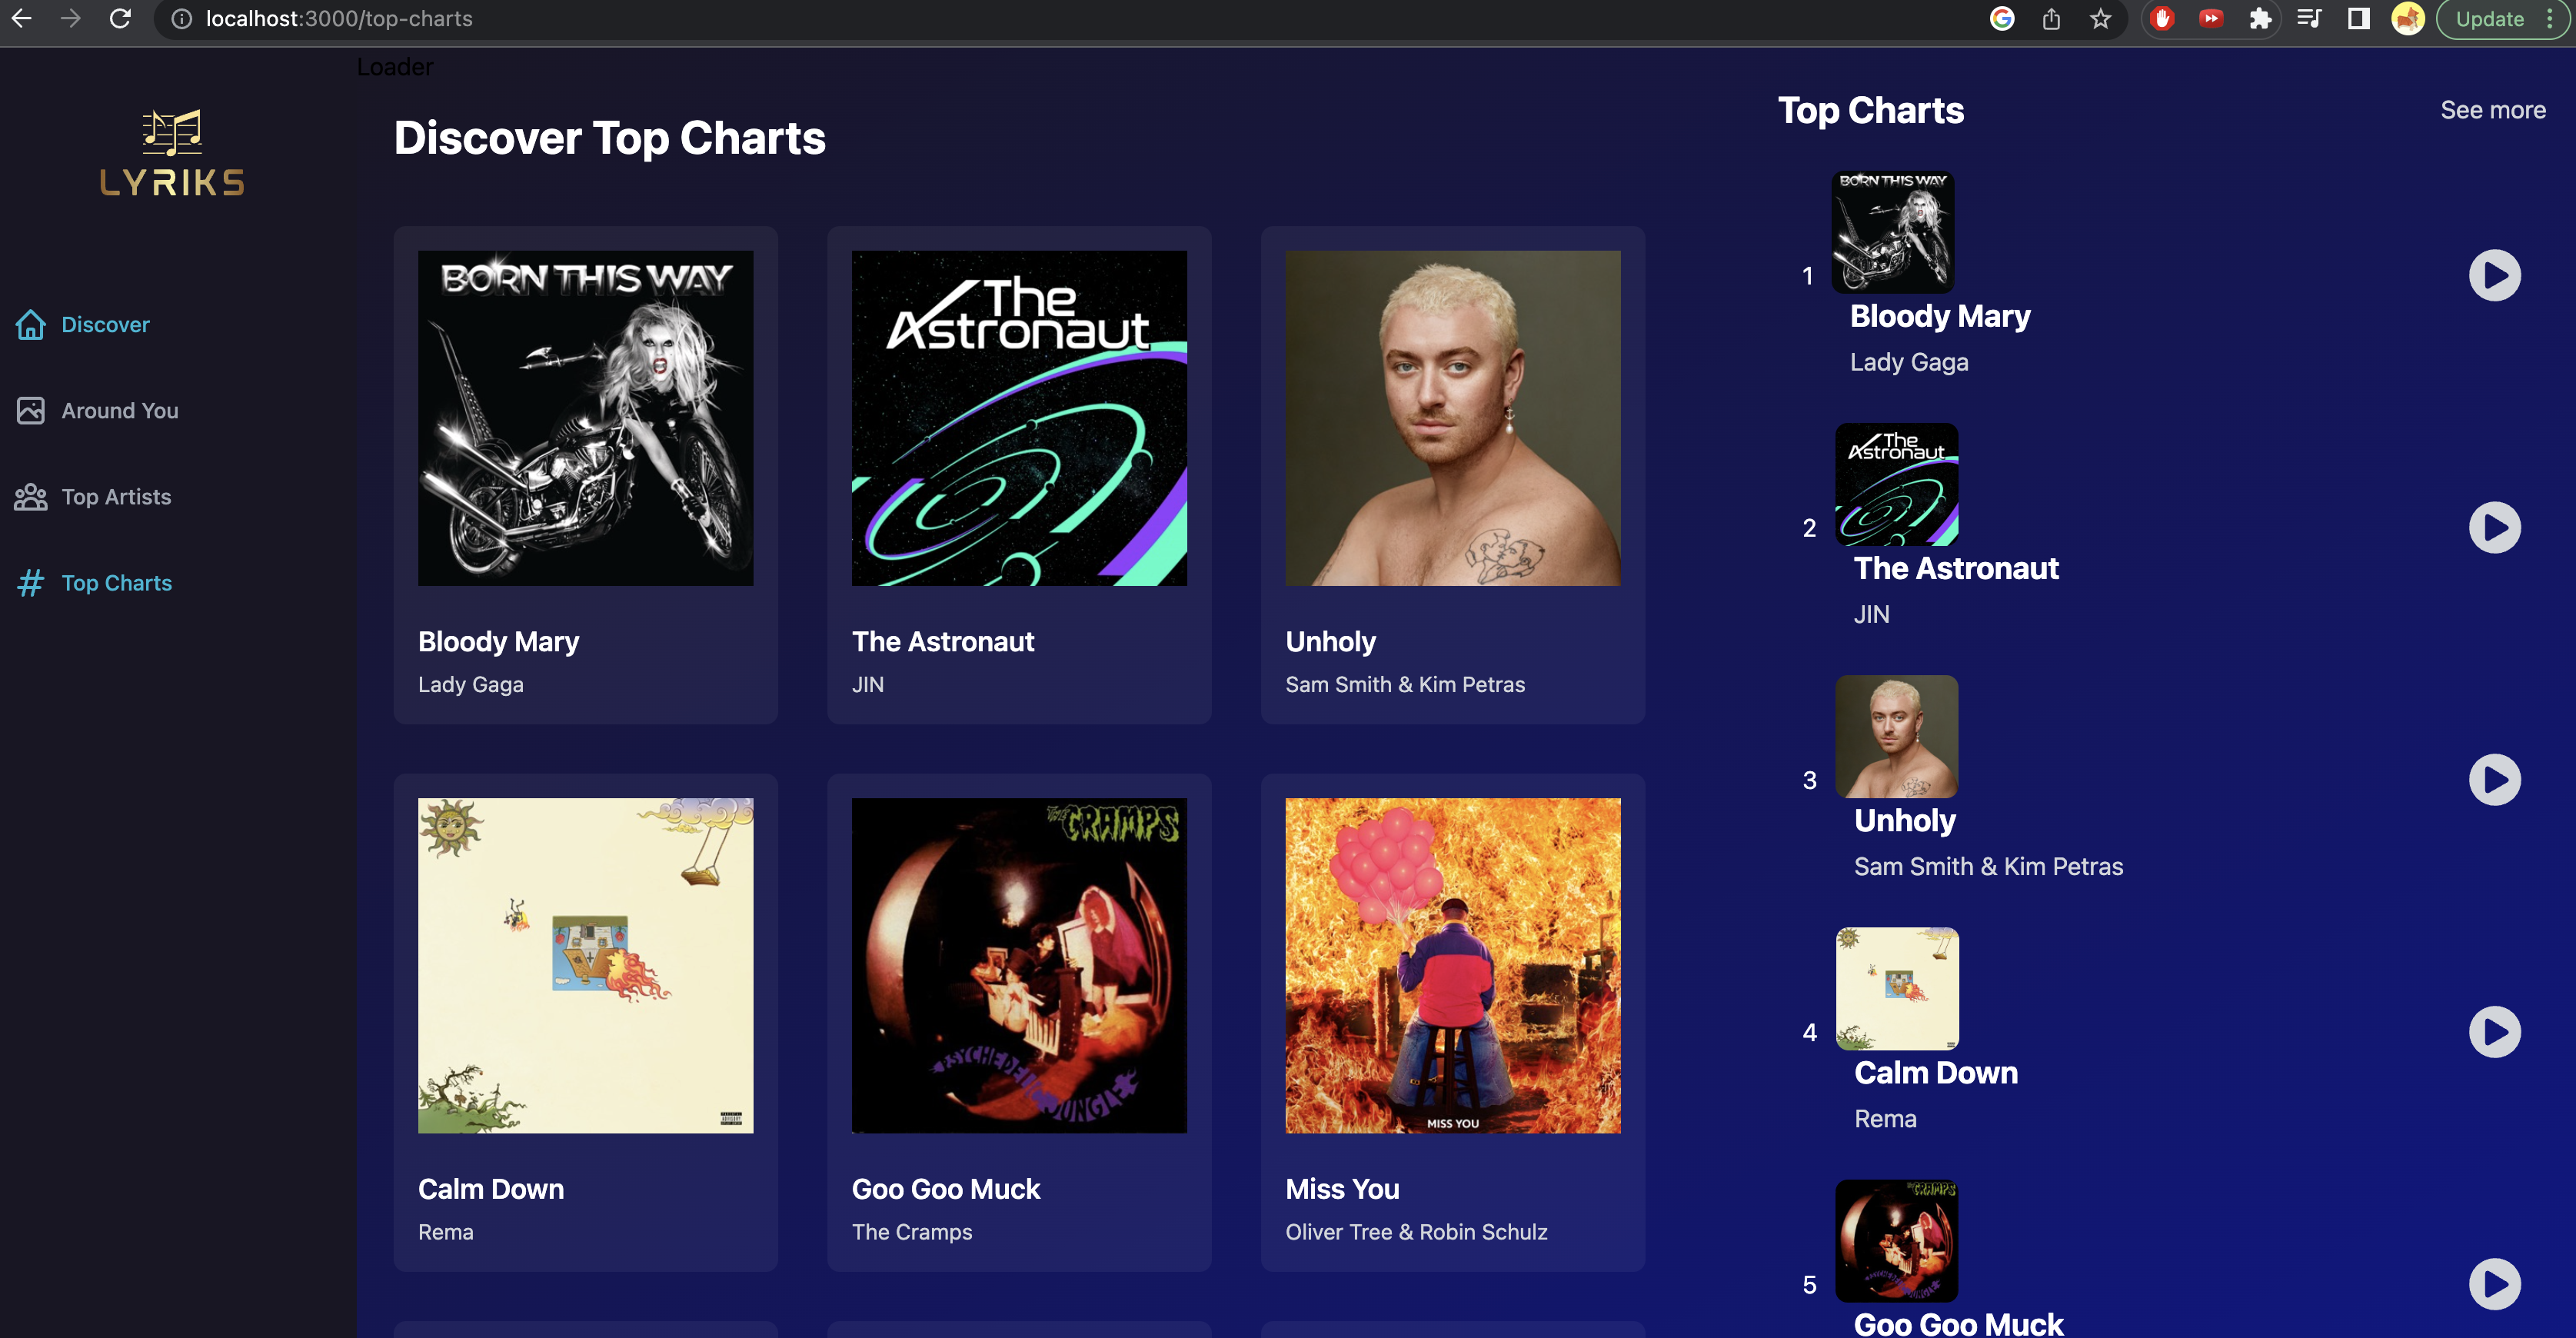 localhost:3000/top-charts
Update
Loader
LYRIKS
Discover
Around You
Top Artists
Top Charts
Discover Top Charts
BORN THIS WAY
The
Astronaut
Bloody Mary
Lady Gaga
The Astronaut
JIN
Unholy
Sam Smith & Kim Petras
THE CRAMPS
PSYCHEDELIC JUNGLE
MISS YOU
Calm Down
Rema
Goo Goo Muck
The Cramps
Miss You
Oliver Tree & Robin Schulz
Top Charts
See more
1
BORN THIS WAY
Bloody Mary
Lady Gaga
2
The
Astronaut
The Astronaut
JIN
3
Unholy
Sam Smith & Kim Petras
4
Calm Down
Rema
5
THE CRAMPS
Goo Goo Muck